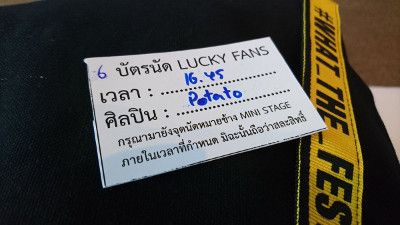 6 บัตรนัด LUCKY FANS
เวลา : 16.45
ศิลปิน : Potato
กรุณามายังจุดนัดหมายข้าง MINI STAGE
ภายในเวลาที่กำหนด มิฉะนั้นถือว่าสละสิทธิ์
#WHAT_THE_FES